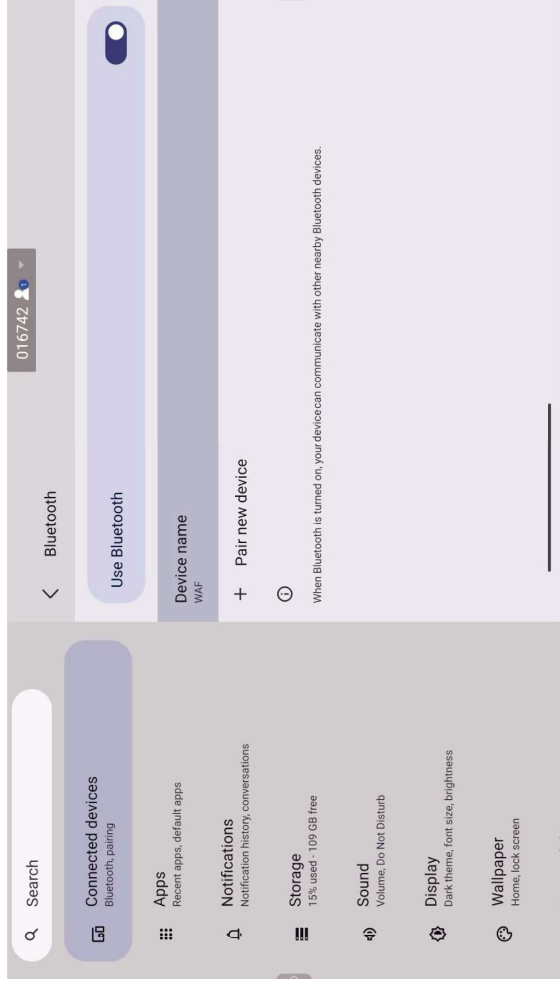 016742
1
Search
Connected devices
Bluetooth, pairing
Apps
Recent apps, default apps
Notifications
Notification history, conversations
Storage
15% used - 109 GB free
Sound
Volume, Do Not Disturb
Display
Dark theme, font size, brightness
Wallpaper
Home, lock screen
Bluetooth
Use Bluetooth
Device name
WAF
Pair new device
When Bluetooth is turned on, your device can communicate with other nearby Bluetooth devices.